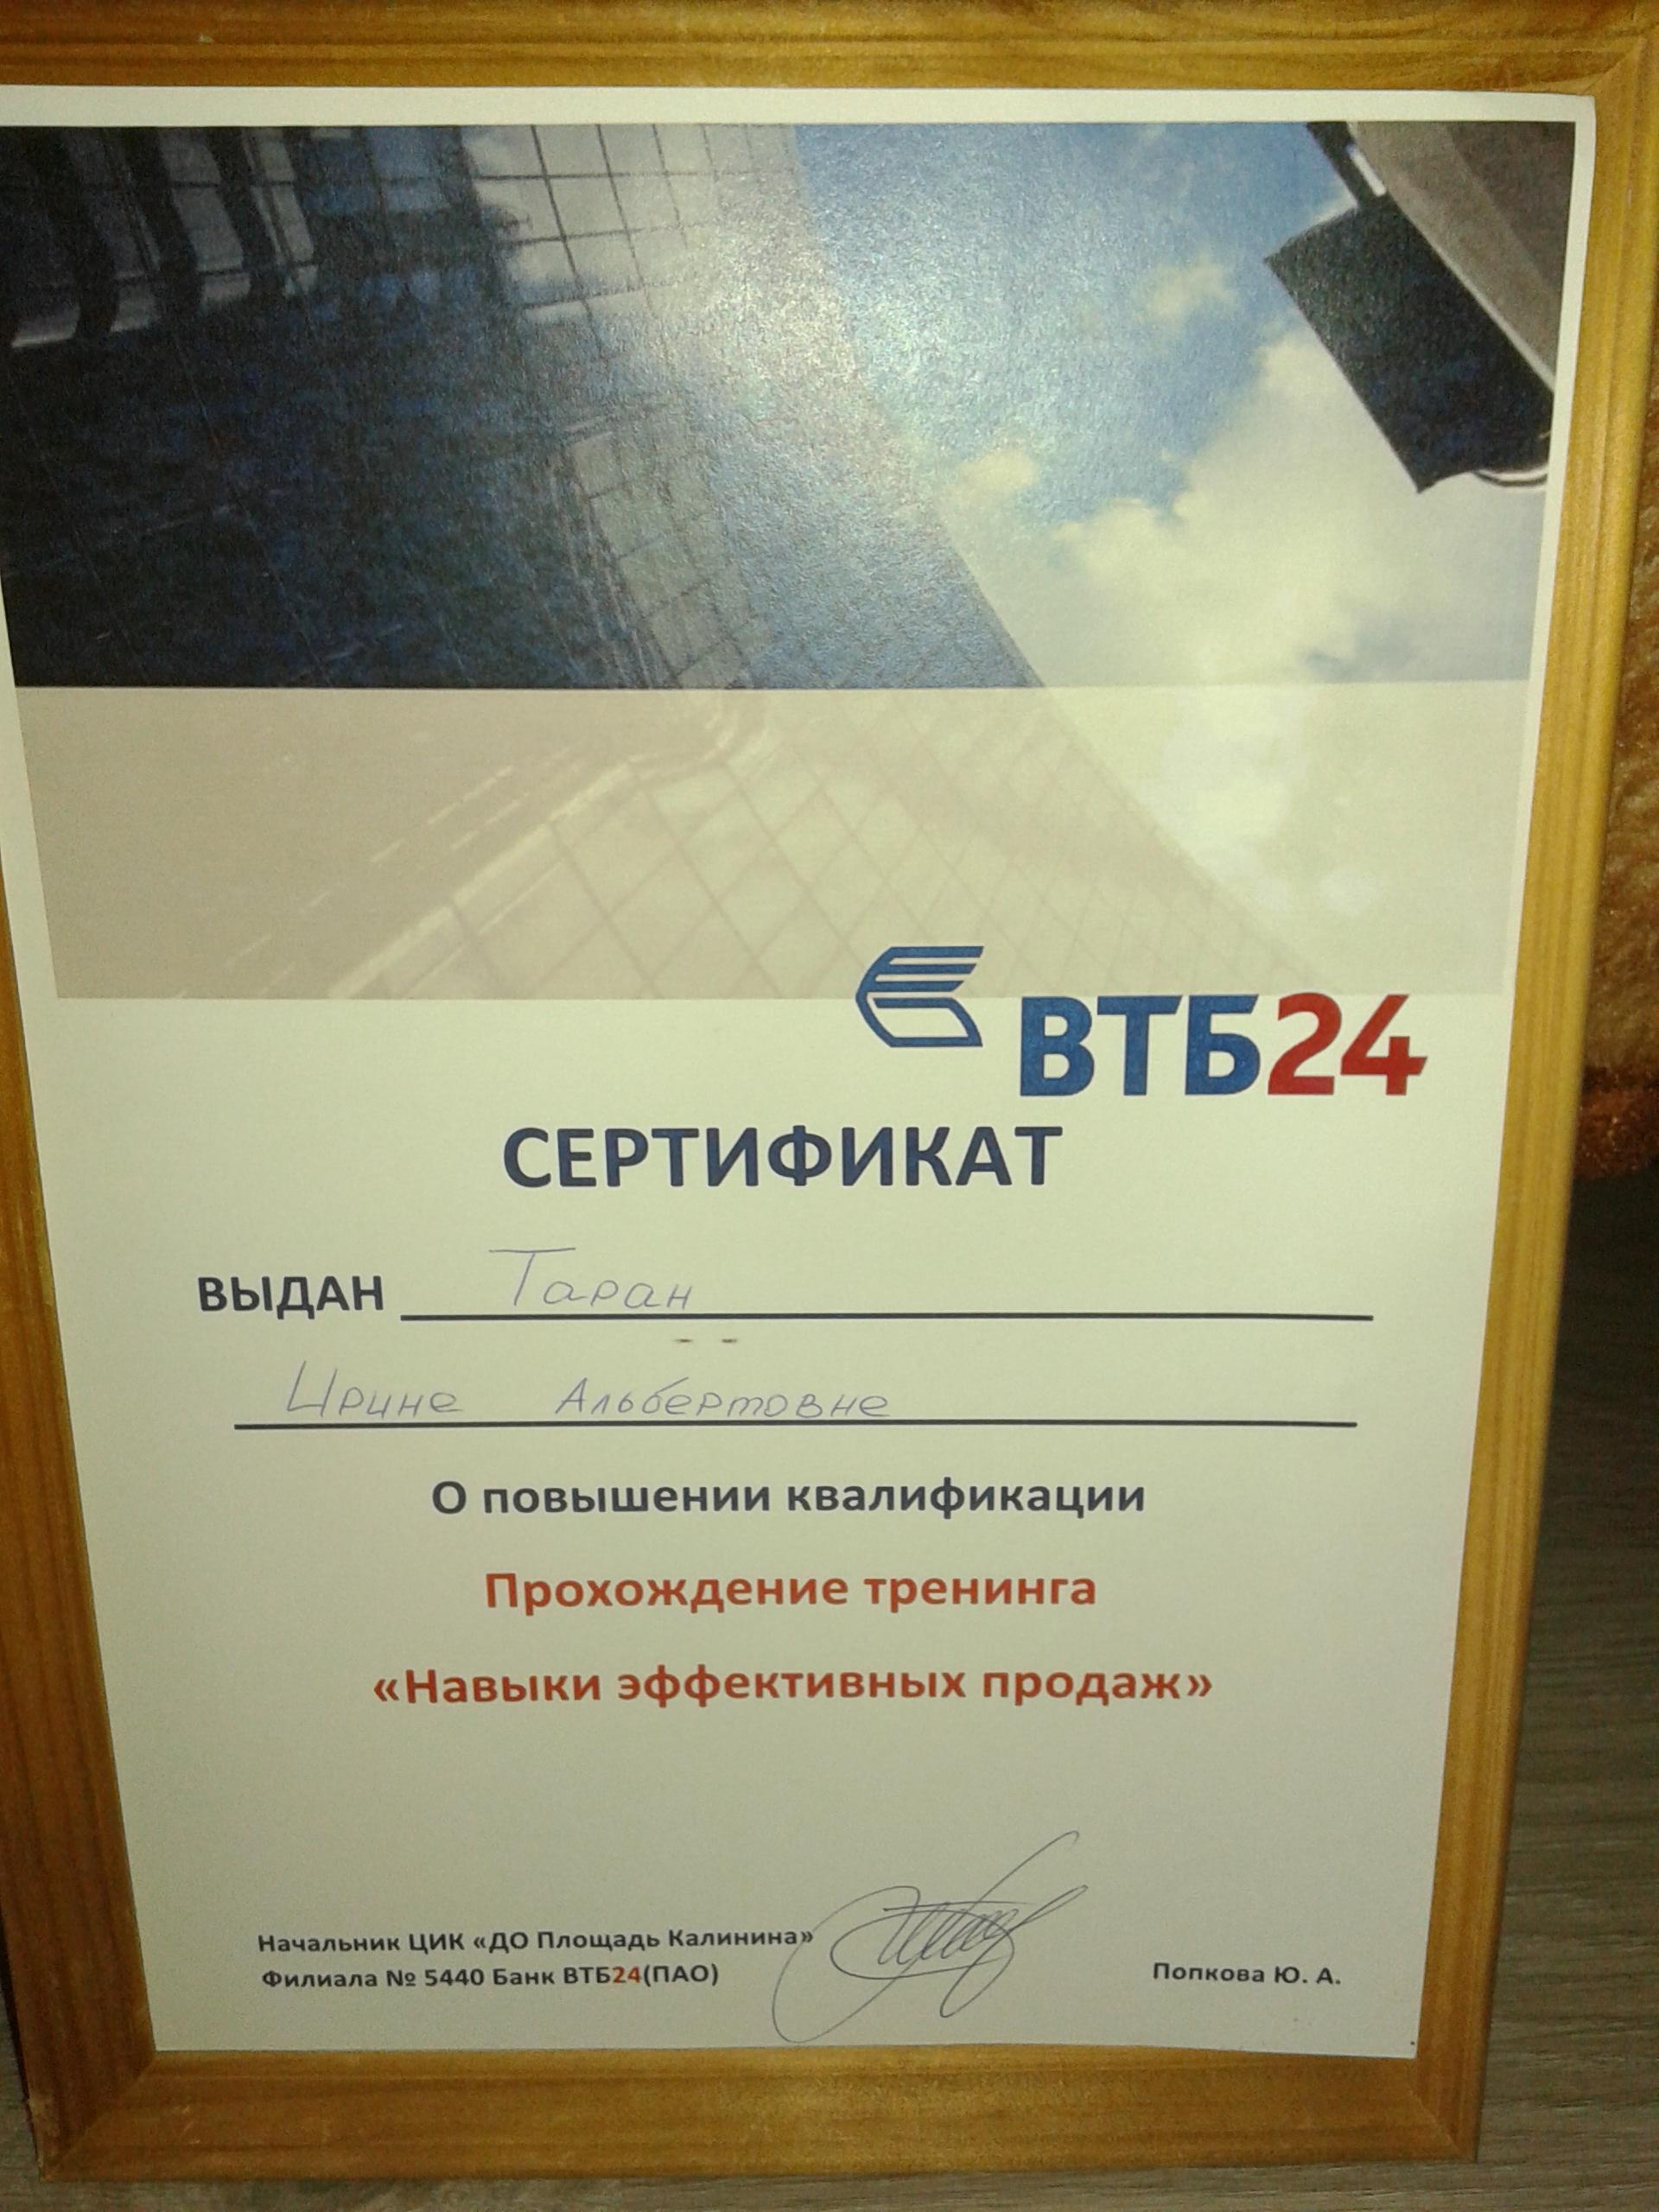 ВТБ24
СЕРТИФИКАТ
ВЫДАН Таран
Ирине Альбертовне
О повышении квалификации
Прохождение тренинга
«Навыки эффективных продаж»
Начальник ЦИК «ДО Площадь Калинина»
Филиала № 5440 Банк ВТБ24(ПАО)
Попкова Ю. А.